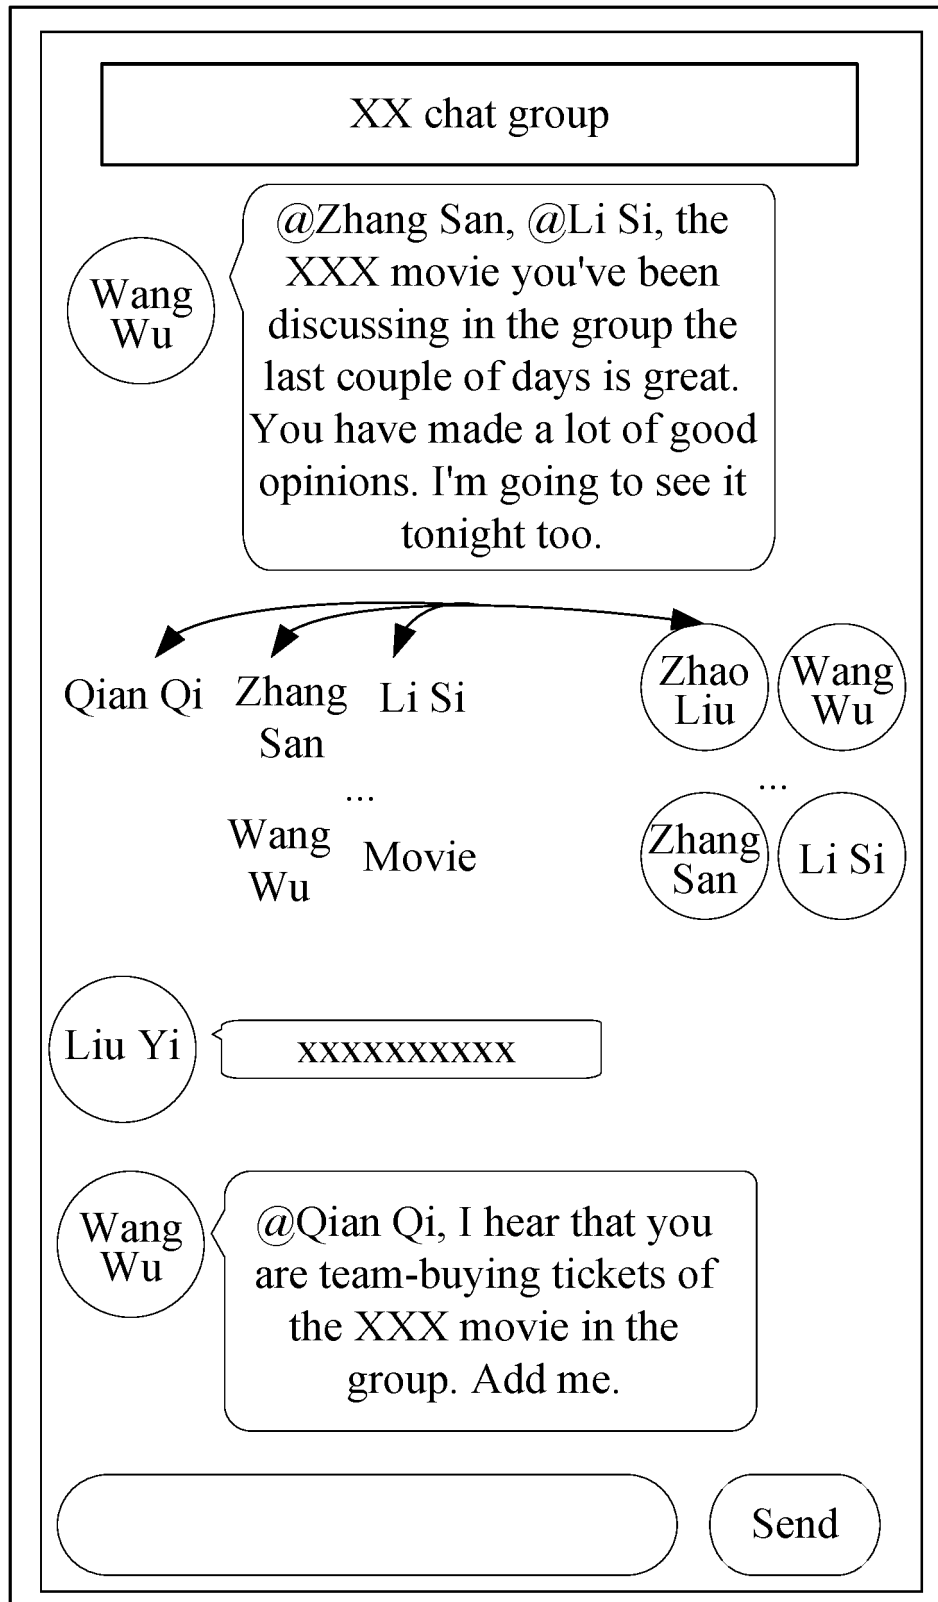 XX chat group
Wang
Wu
@Zhang San, @Li Si, the
XXX movie you've been
discussing in the group the
last couple of days is great.
You have made a lot of good
opinions. I'm going to see it
tonight too.
Qian Qi
Zhang
San
Li Si
...
Wang
Wu
Movie
Zhao
Liu
Wang
Wu
...
Zhang
San
Li Si
Liu Yi
xxxxxxxxxx
Wang
Wu
@Qian Qi, I hear that you
are team-buying tickets of
the XXX movie in the
group. Add me.
Send